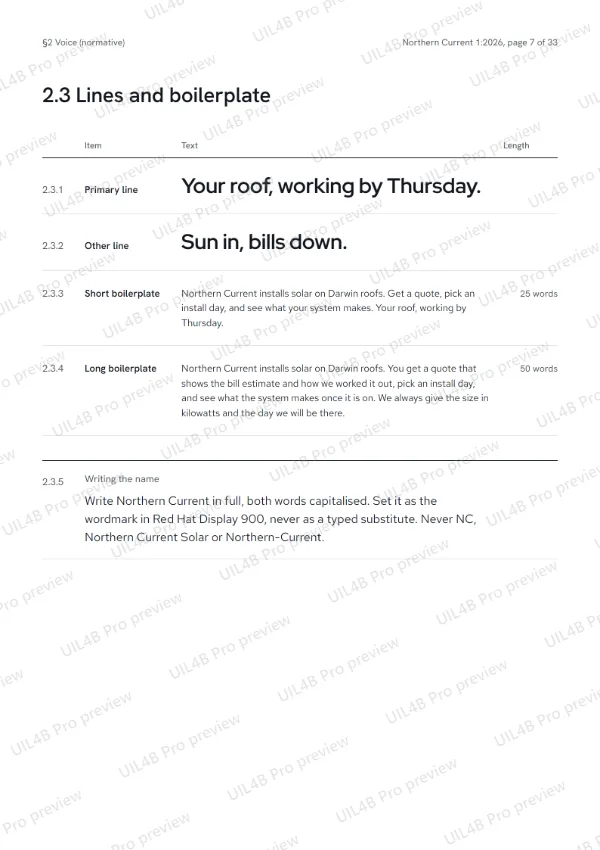 §2 Voice (normative)
Northern Current 1:2026, page 7 of 33
2.3 Lines and boilerplate
Item Text Length
2.3.1 Primary line Your roof, working by Thursday.
2.3.2 Other line Sun in, bills down.
2.3.3 Short boilerplate Northern Current installs solar on Darwin roofs. Get a quote, pick an 25 words
install day, and see what your system makes. Your roof, working by
Thursday.
2.3.4 Long boilerplate Northern Current installs solar on Darwin roofs. You get a quote that 50 words
shows the bill estimate and how we worked it out, pick an install day,
and see what the system makes once it is on. We always give the size in
kilowatts and the day we will be there.
2.3.5 Writing the name
Write Northern Current in full, both words capitalised. Set it as the
wordmark in Red Hat Display 900, never as a typed substitute. Never NC,
Northern Current Solar or Northern-Current.
UIL4B Pro preview